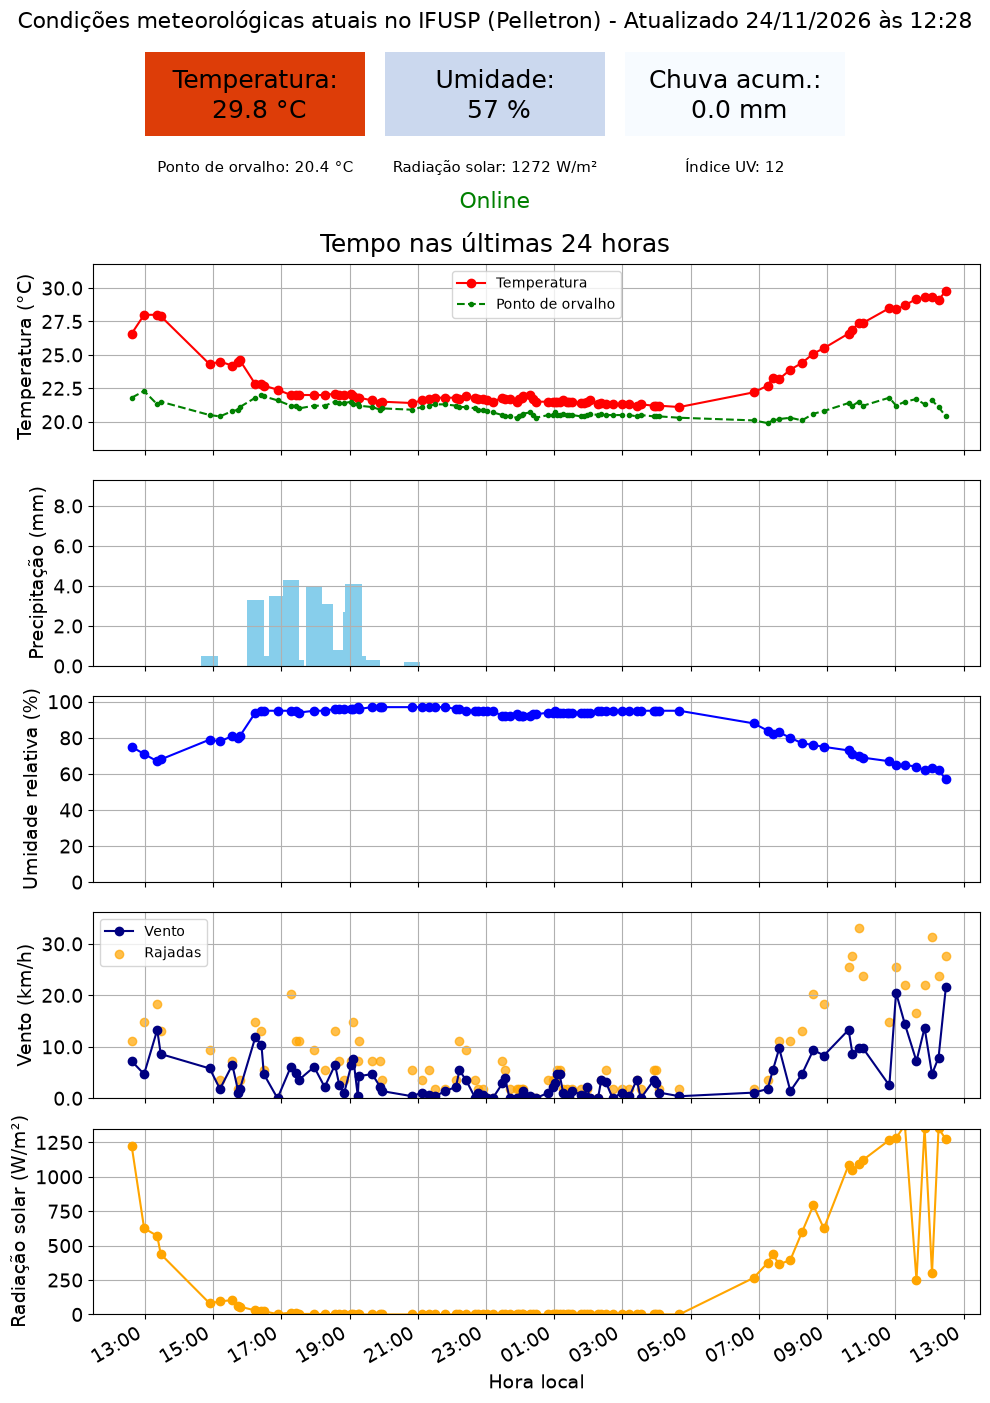 Condições meteorológicas atuais no IFUSP (Pelletron) - Atualizado 24/11/2026 às 12:28
Temperatura:
29.8 °C
Umidade:
57 %
Chuva acum.:
0.0 mm
Ponto de orvalho: 20.4 °C
Radiação solar: 1272 W/m²
Índice UV: 12
Online
Tempo nas últimas 24 horas
Temperatura (°C)
30.0
27.5
25.0
22.5
20.0
Temperatura
Ponto de orvalho
Precipitação (mm)
8.0
6.0
4.0
2.0
0.0
Umidade relativa (%)
100
80
60
40
20
0
Vento (km/h)
30.0
20.0
10.0
0.0
Vento
Rajadas
Radiação solar (W/m²)
1250
1000
750
500
250
0
13:00
15:00
17:00
19:00
21:00
23:00
01:00
03:00
05:00
07:00
09:00
11:00
13:00
Hora local